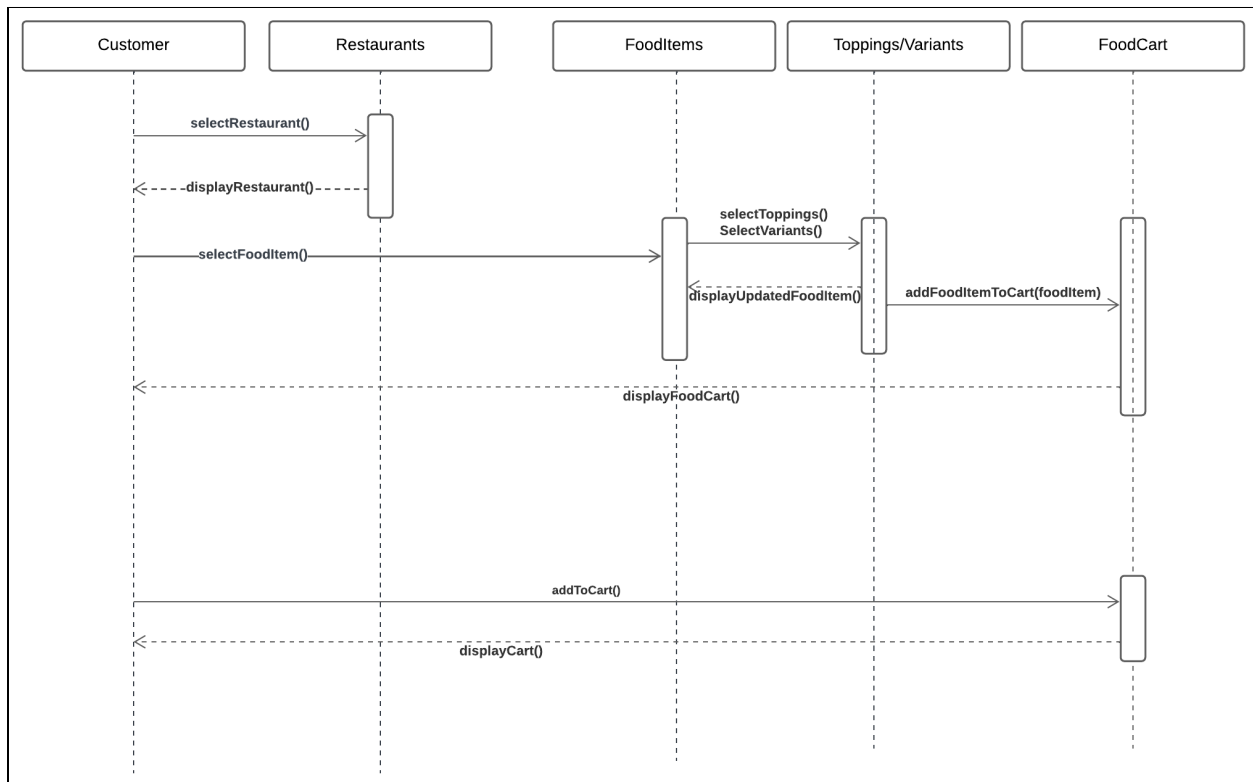 Customer
Restaurants
FoodItems
Toppings/Variants
FoodCart
selectRestaurant()
displayRestaurant()
selectToppings()
SelectVariants()
selectFoodItem()
displayUpdatedFoodItem()
addFoodItemToCart(foodItem)
displayFoodCart()
addToCart()
displayCart()